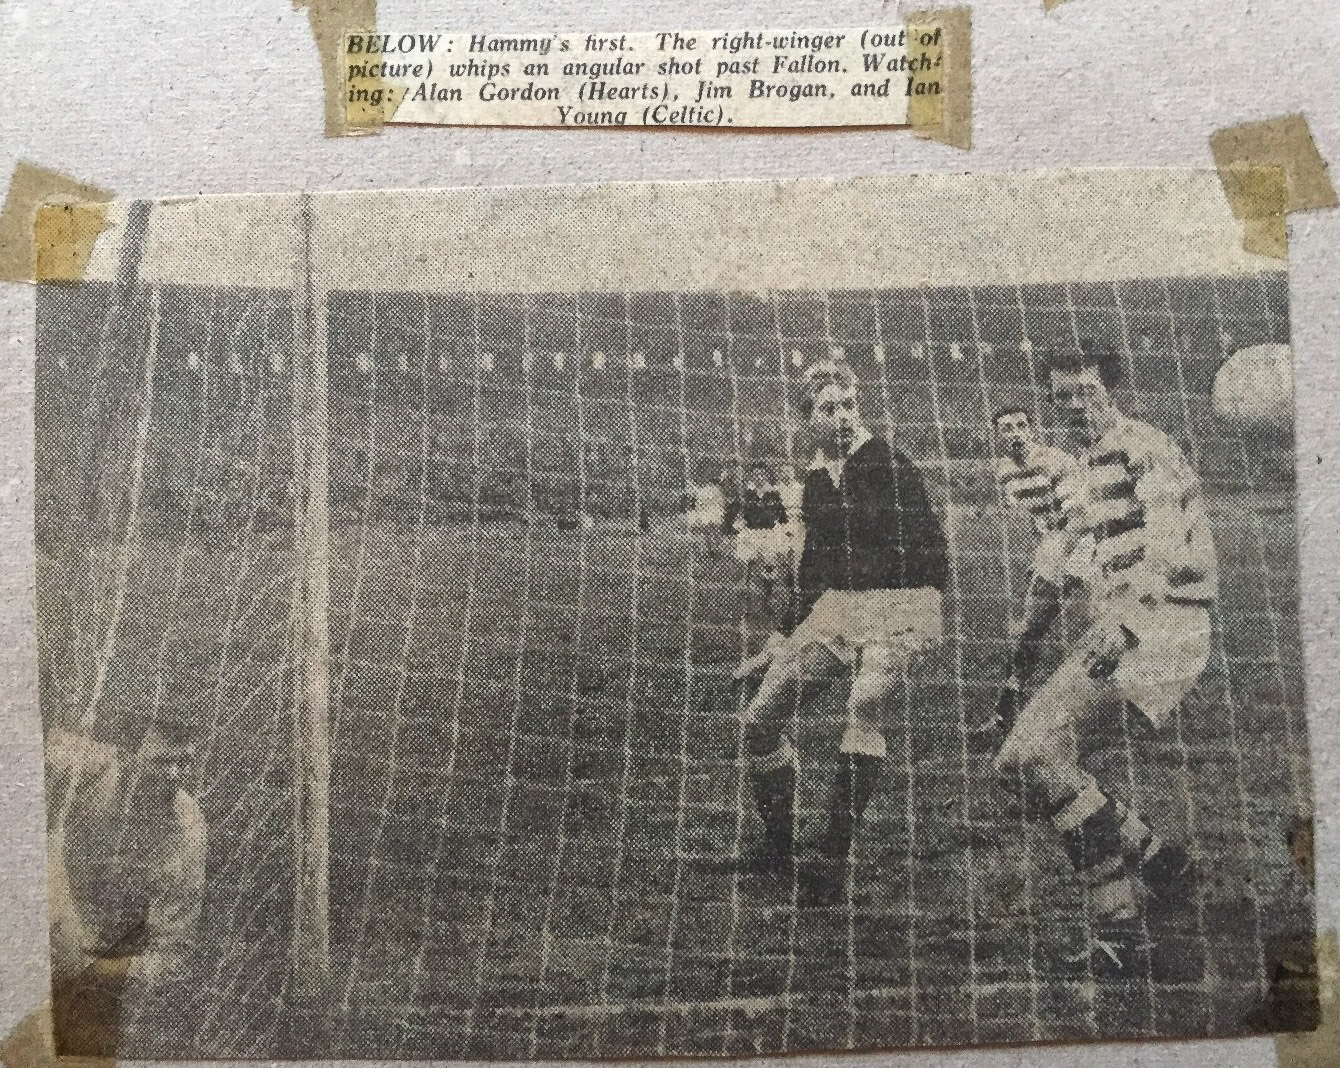 BELOW: Hammy's first. The right-winger (out of
picture) whips an angular shot past Fallon. Watch-
ing: Alan Gordon (Hearts), Jim Brogan, and Ian
Young (Celtic).